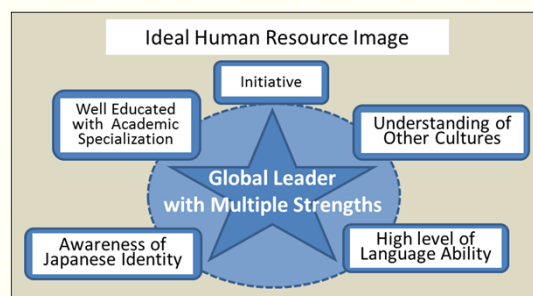 Ideal Human Resource Image
Initiative
Well Educated
with Academic
Specialization
Understanding of
Other Cultures
Global Leader
with Multiple Strengths
Awareness of
Japanese Identity
High level of
Language Ability